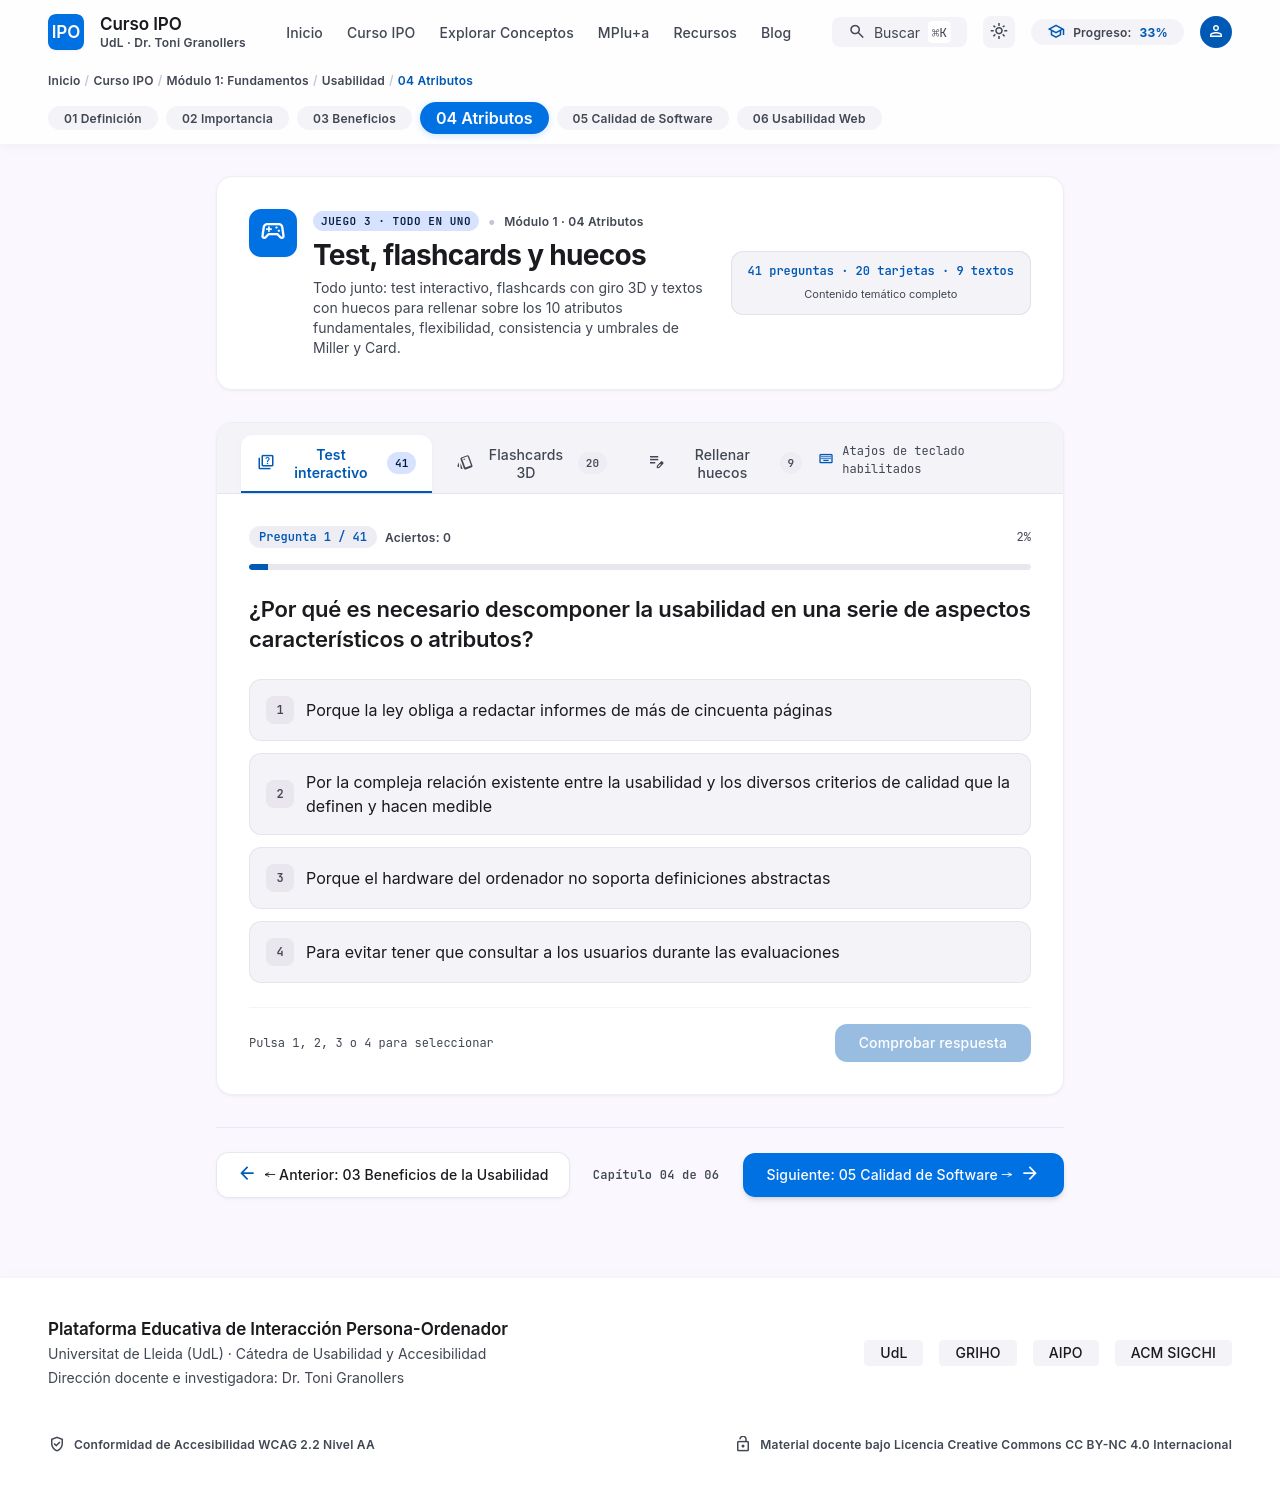 IPO
Curso IPO
UdL · Dr. Toni Granollers
Inicio
Curso IPO
Explorar Conceptos
MPIu+a
Recursos
Blog
Buscar ⌘K
Progreso: 33%
Inicio / Curso IPO / Módulo 1: Fundamentos / Usabilidad / 04 Atributos
01 Definición
02 Importancia
03 Beneficios
04 Atributos
05 Calidad de Software
06 Usabilidad Web
JUEGO 3 · TODO EN UNO
• Módulo 1 · 04 Atributos
Test, flashcards y huecos
Todo junto: test interactivo, flashcards con giro 3D y textos
con huecos para rellenar sobre los 10 atributos
fundamentales, flexibilidad, consistencia y umbrales de
Miller y Card.
41 preguntas · 20 tarjetas · 9 textos
Contenido temático completo
Test
interactivo
41
Flashcards
3D
20
Rellenar
huecos
9
Atajos de teclado
habilitados
Pregunta 1 / 41
Aciertos: 0
2%
¿Por qué es necesario descomponer la usabilidad en una serie de aspectos
característicos o atributos?
1 Porque la ley obliga a redactar informes de más de cincuenta páginas
2 Por la compleja relación existente entre la usabilidad y los diversos criterios de calidad que la
definen y hacen medible
3 Porque el hardware del ordenador no soporta definiciones abstractas
4 Para evitar tener que consultar a los usuarios durante las evaluaciones
Pulsa 1, 2, 3 o 4 para seleccionar
Comprobar respuesta
← Anterior: 03 Beneficios de la Usabilidad
Capítulo 04 de 06
Siguiente: 05 Calidad de Software →
Plataforma Educativa de Interacción Persona-Ordenador
Universitat de Lleida (UdL) · Cátedra de Usabilidad y Accesibilidad
Dirección docente e investigadora: Dr. Toni Granollers
UdL
GRIHO
AIPO
ACM SIGCHI
Conformidad de Accesibilidad WCAG 2.2 Nivel AA
Material docente bajo Licencia Creative Commons CC BY-NC 4.0 Internacional